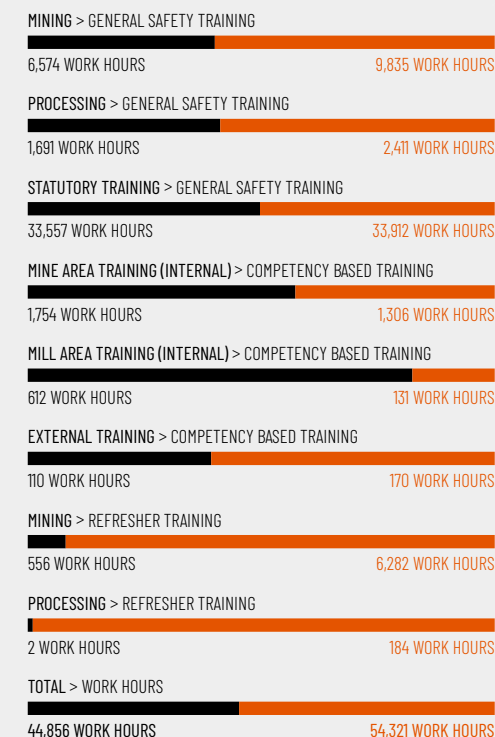 MINING > GENERAL SAFETY TRAINING
6,574 WORK HOURS 9,835 WORK HOURS
PROCESSING > GENERAL SAFETY TRAINING
1,691 WORK HOURS 2,411 WORK HOURS
STATUTORY TRAINING > GENERAL SAFETY TRAINING
33,557 WORK HOURS 33,912 WORK HOURS
MINE AREA TRAINING (INTERNAL) > COMPETENCY BASED TRAINING
1,754 WORK HOURS 1,306 WORK HOURS
MILL AREA TRAINING (INTERNAL) > COMPETENCY BASED TRAINING
612 WORK HOURS 131 WORK HOURS
EXTERNAL TRAINING > COMPETENCY BASED TRAINING
110 WORK HOURS 170 WORK HOURS
MINING > REFRESHER TRAINING
556 WORK HOURS 6,282 WORK HOURS
PROCESSING > REFRESHER TRAINING
2 WORK HOURS 184 WORK HOURS
TOTAL > WORK HOURS
44,856 WORK HOURS 54,321 WORK HOURS